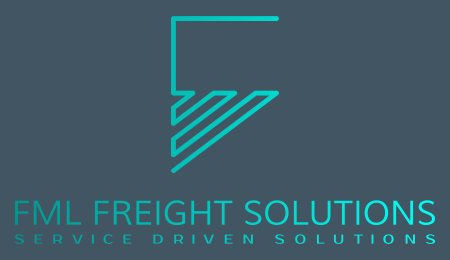 FML FREIGHT SOLUTIONS
SERVICE DRIVEN SOLUTIONS